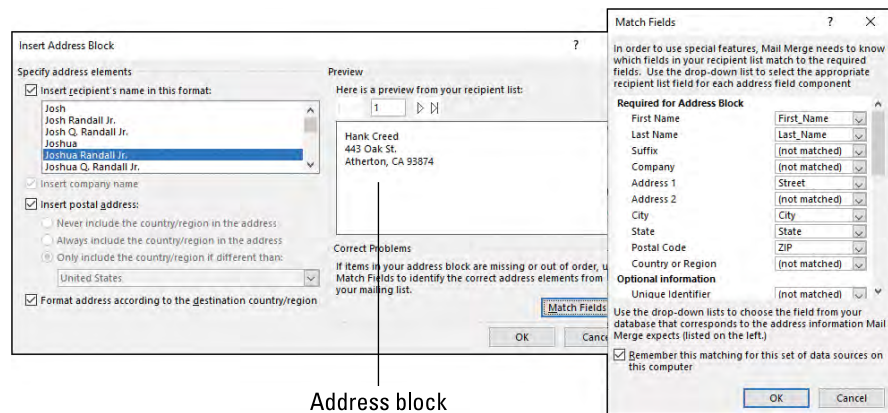 Insert Address Block
?
Specify address elements
Insert recipient's name in this format:
Josh
Josh Randall Jr.
Josh Q. Randall Jr.
Joshua
Joshua Randall Jr.
Joshua Q. Randall Jr.
Insert company name
Insert postal address:
Never include the country/region in the address
Always include the country/region in the address
Only include the country/region if different than:
United States
Format address according to the destination country/region
Preview
Here is a preview from your recipient list:
1
Hank Creed
443 Oak St.
Atherton, CA 93874
Correct Problems
If items in your address block are missing or out of order, u
Match Fields to identify the correct address elements from
your mailing list.
Match Fields
OK Cance
Address block
Match Fields ? X
In order to use special features, Mail Merge needs to know
which fields in your recipient list match to the required
fields. Use the drop-down list to select the appropriate
recipient list field for each address field component
Required for Address Block
First Name First_Name
Last Name Last_Name
Suffix (not matched)
Company (not matched)
Address 1 Street
Address 2 (not matched)
City City
State State
Postal Code ZIP
Country or Region (not matched)
Optional information
Unique Identifier (not matched)
Use the drop-down lists to choose the field from your
database that corresponds to the address information Mail
Merge expects (listed on the left.)
Remember this matching for this set of data sources on
this computer
OK Cancel